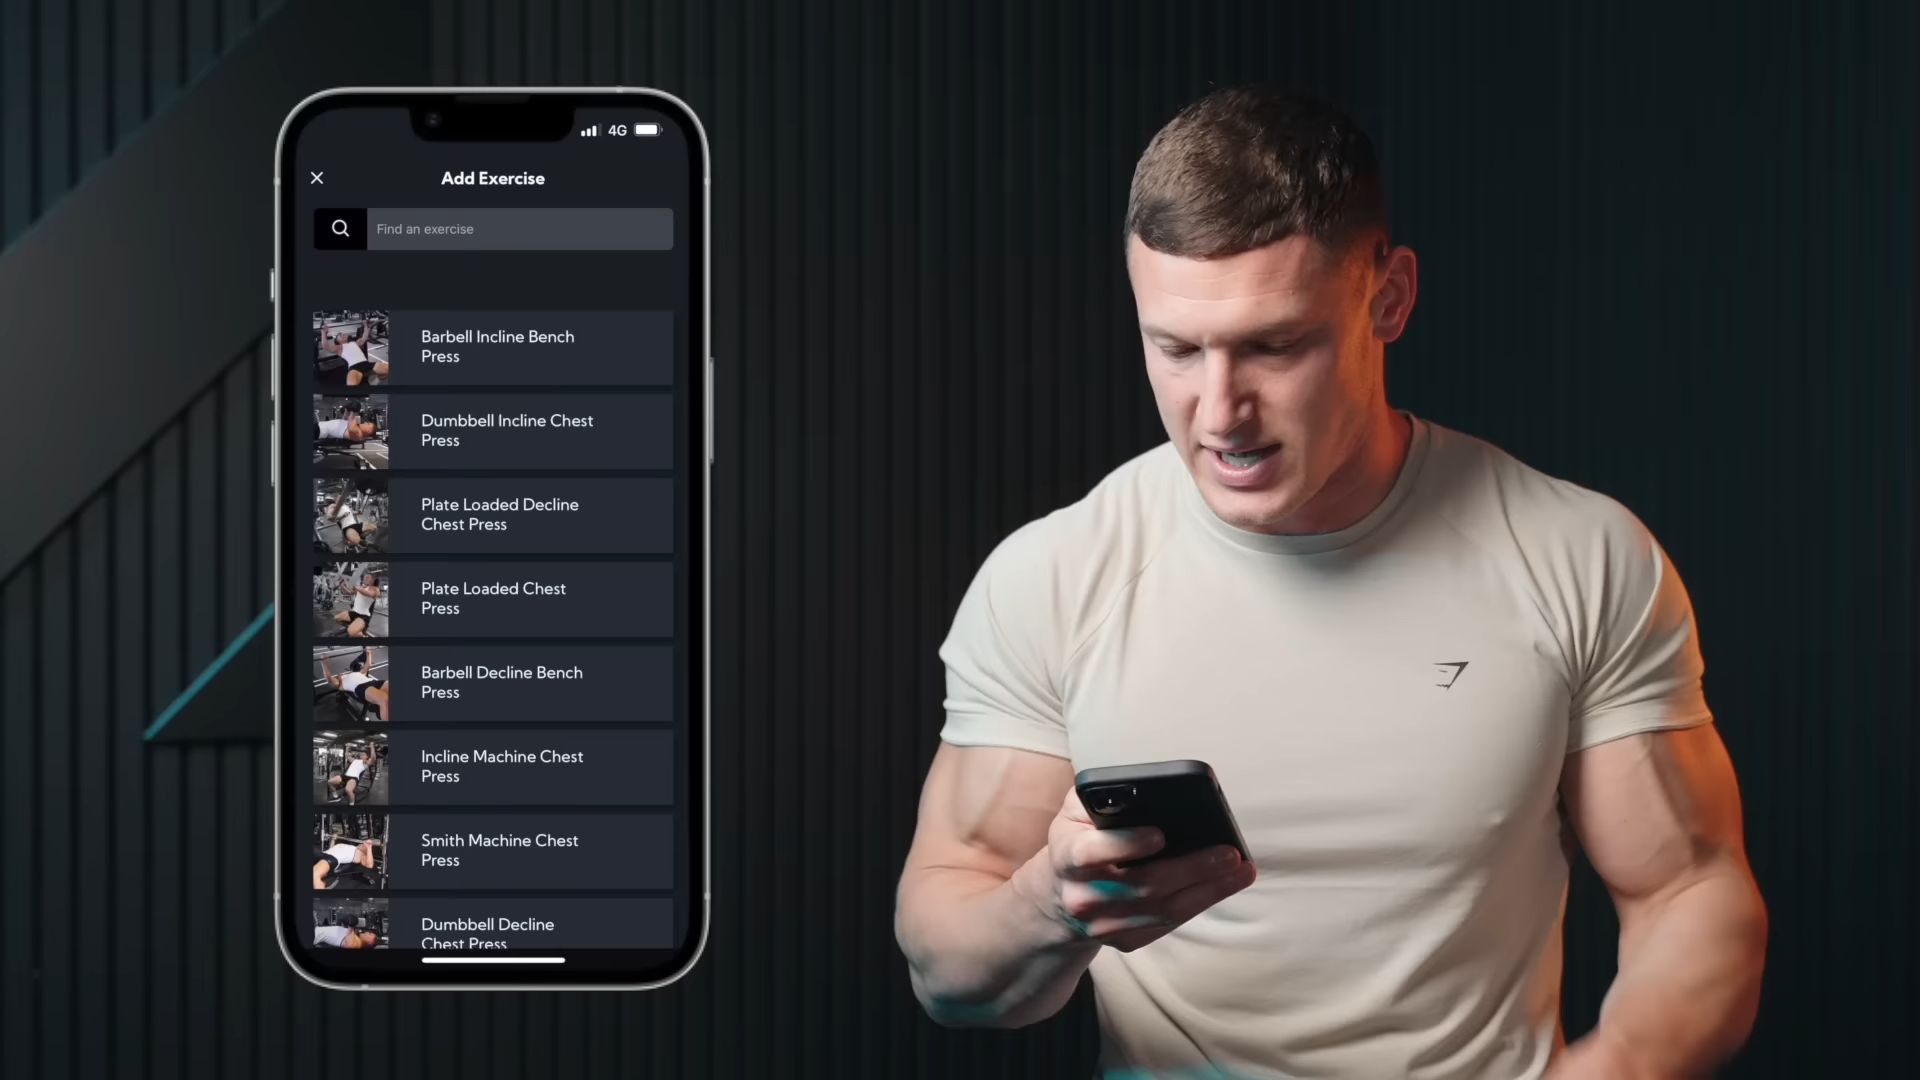 4G
Add Exercise
Find an exercise
Barbell Incline Bench
Press
Dumbbell Incline Chest
Press
Plate Loaded Decline
Chest Press
Plate Loaded Chest
Press
Barbell Decline Bench
Press
Incline Machine Chest
Press
Smith Machine Chest
Press
Dumbbell Decline
Chest Press